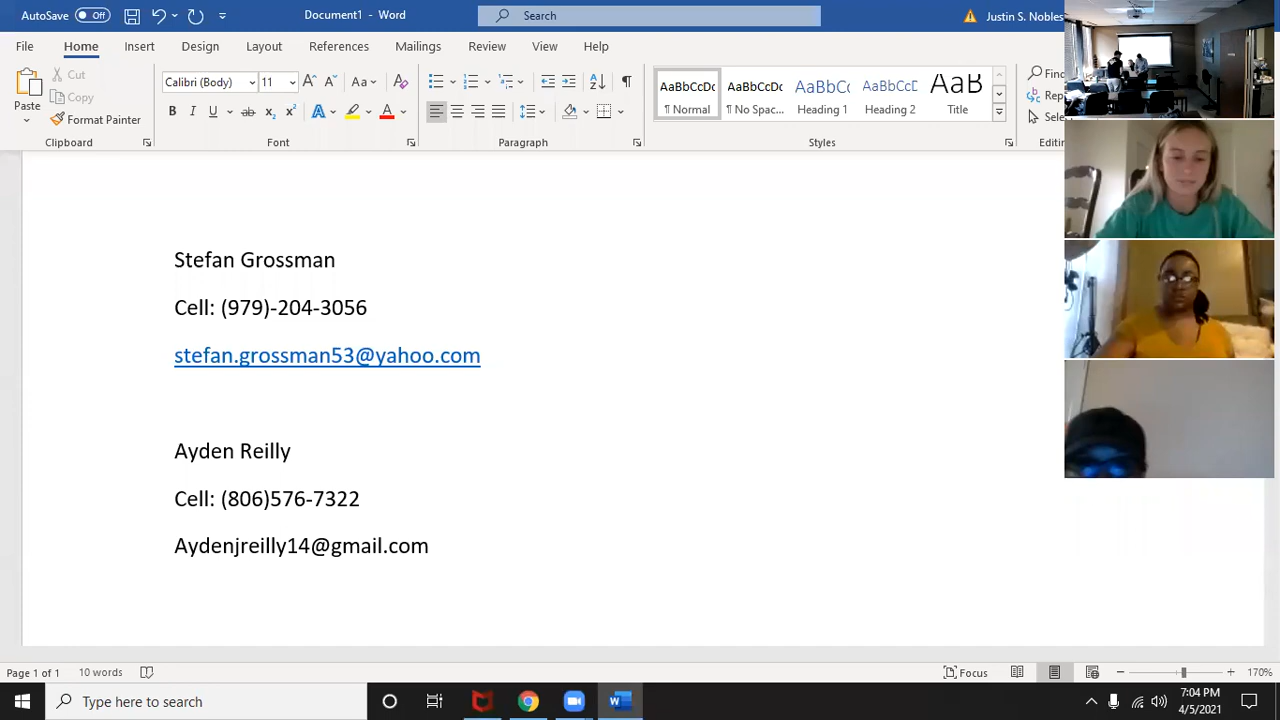 AutoSave Off Document1 - Word Search Justin S. Nobles
File Home Insert Design Layout References Mailings Review View Help
Paste Cut Copy Format Painter
Calibri (Body) 11
AaBbCcDc ¶ Normal
AaBbCcDc ¶ No Spac...
AaBbCc Heading 1
AaBbCcD Heading 2
AaB Title
Clipboard Font Paragraph Styles
Stefan Grossman
Cell: (979)-204-3056
stefan.grossman53@yahoo.com
Ayden Reilly
Cell: (806)576-7322
Aydenjreilly14@gmail.com
Page 1 of 1 10 words Focus 170%
Type here to search
7:04 PM
4/5/2021